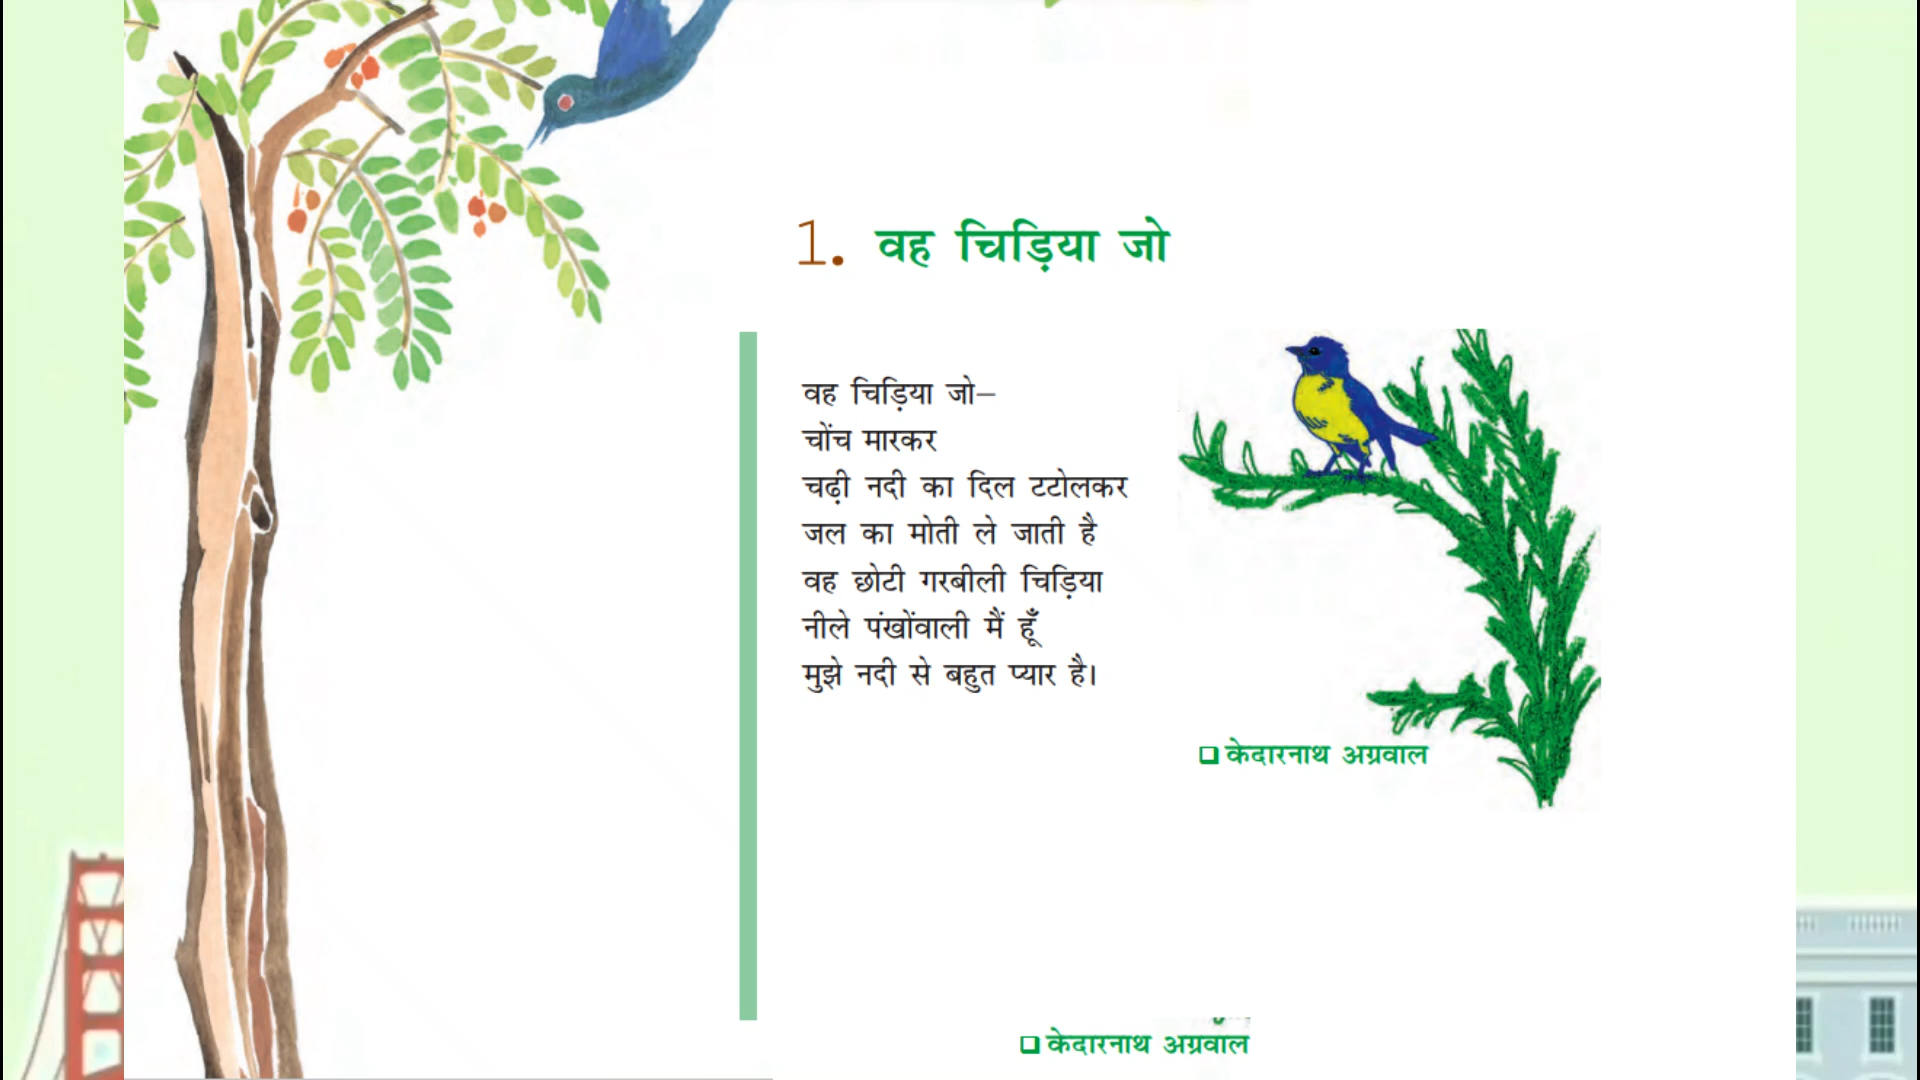 1. वह चिड़िया जो
वह चिड़िया जो–
चोंच मारकर
चढ़ी नदी का दिल टटोलकर
जल का मोती ले जाती है
वह छोटी गरबीली चिड़िया
नीले पंखोंवाली मैं हूँ
मुझे नदी से बहुत प्यार है।
❑ केदारनाथ अग्रवाल
❑ केदारनाथ अग्रवाल